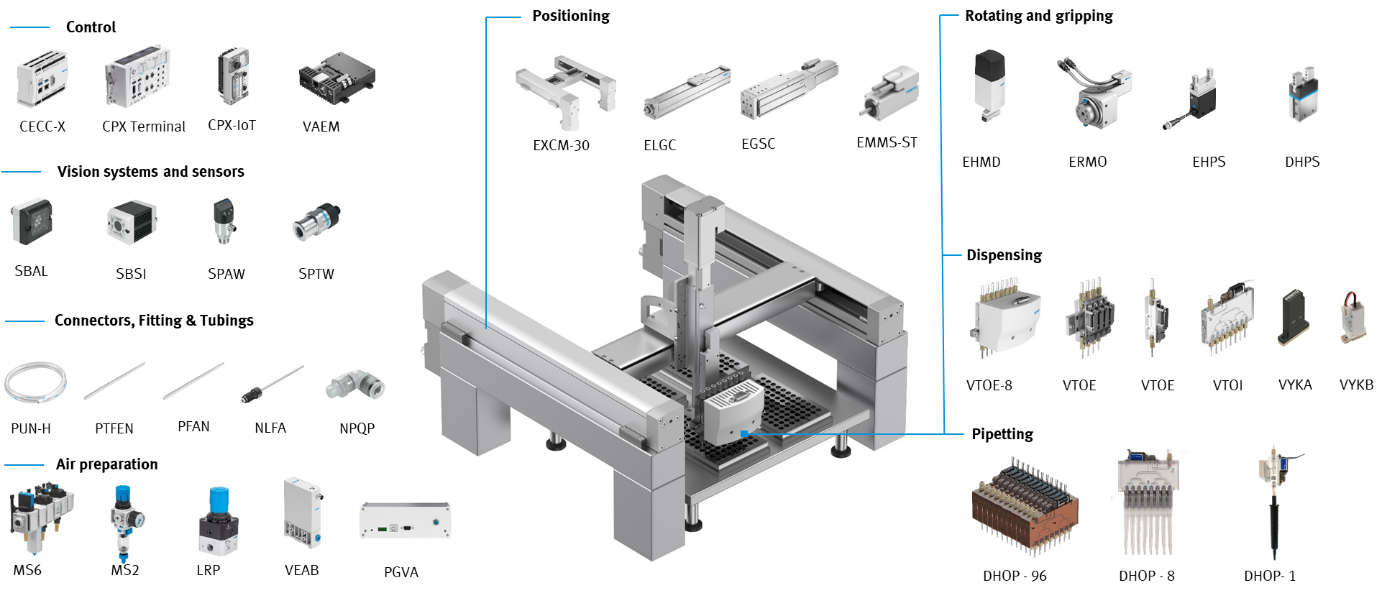 Control
CECC-X
CPX Terminal
CPX-IoT
VAEM
Vision systems and sensors
SBAL
SBSI
SPAW
SPTW
Connectors, Fitting & Tubings
PUN-H
PTFEN
PFAN
NLFA
NPQP
Air preparation
MS6
MS2
LRP
VEAB
PGVA
Positioning
EXCM-30
ELGC
EGSC
EMMS-ST
Rotating and gripping
EHMD
ERMO
EHPS
DHPS
Dispensing
VTOE-8
VTOE
VTOE
VTOI
VYKA
VYKB
Pipetting
DHOP - 96
DHOP - 8
DHOP- 1